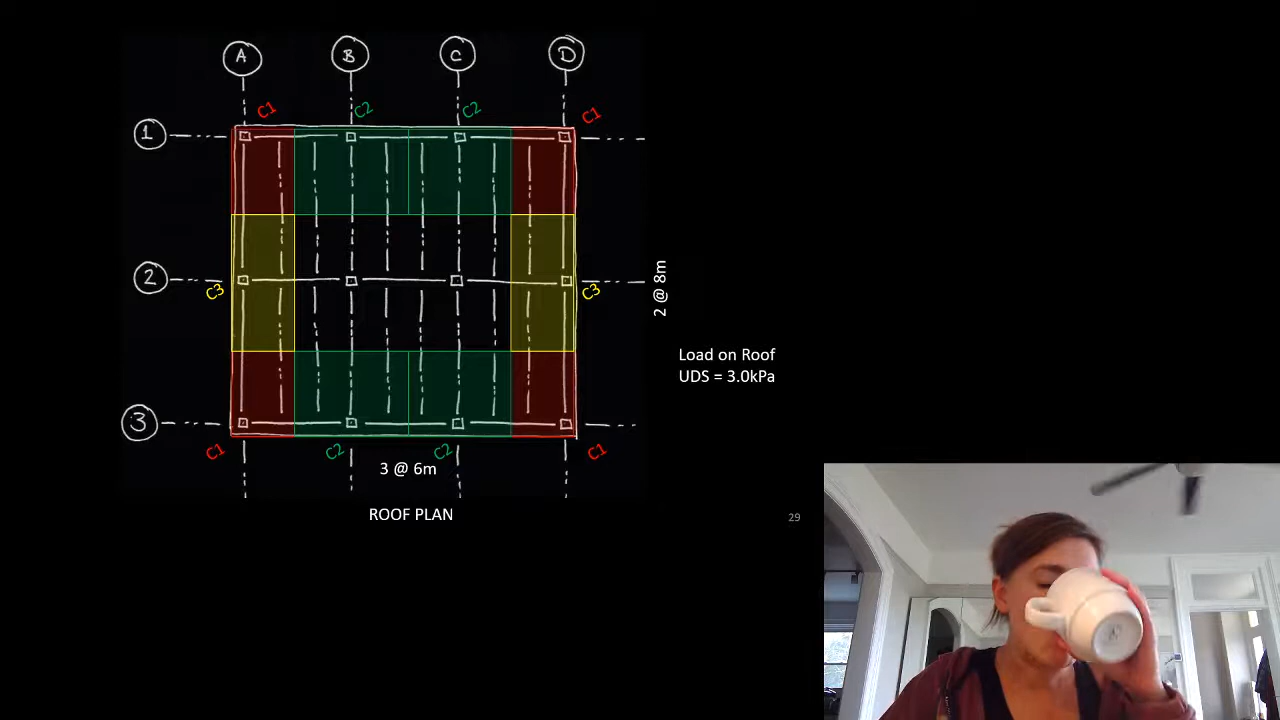 A B C D
C1 C2 C2 C1
1
2
C3 C3
2 @ 8m
Load on Roof
UDS = 3.0kPa
3
C1 C2 C2 C1
3 @ 6m
ROOF PLAN
29